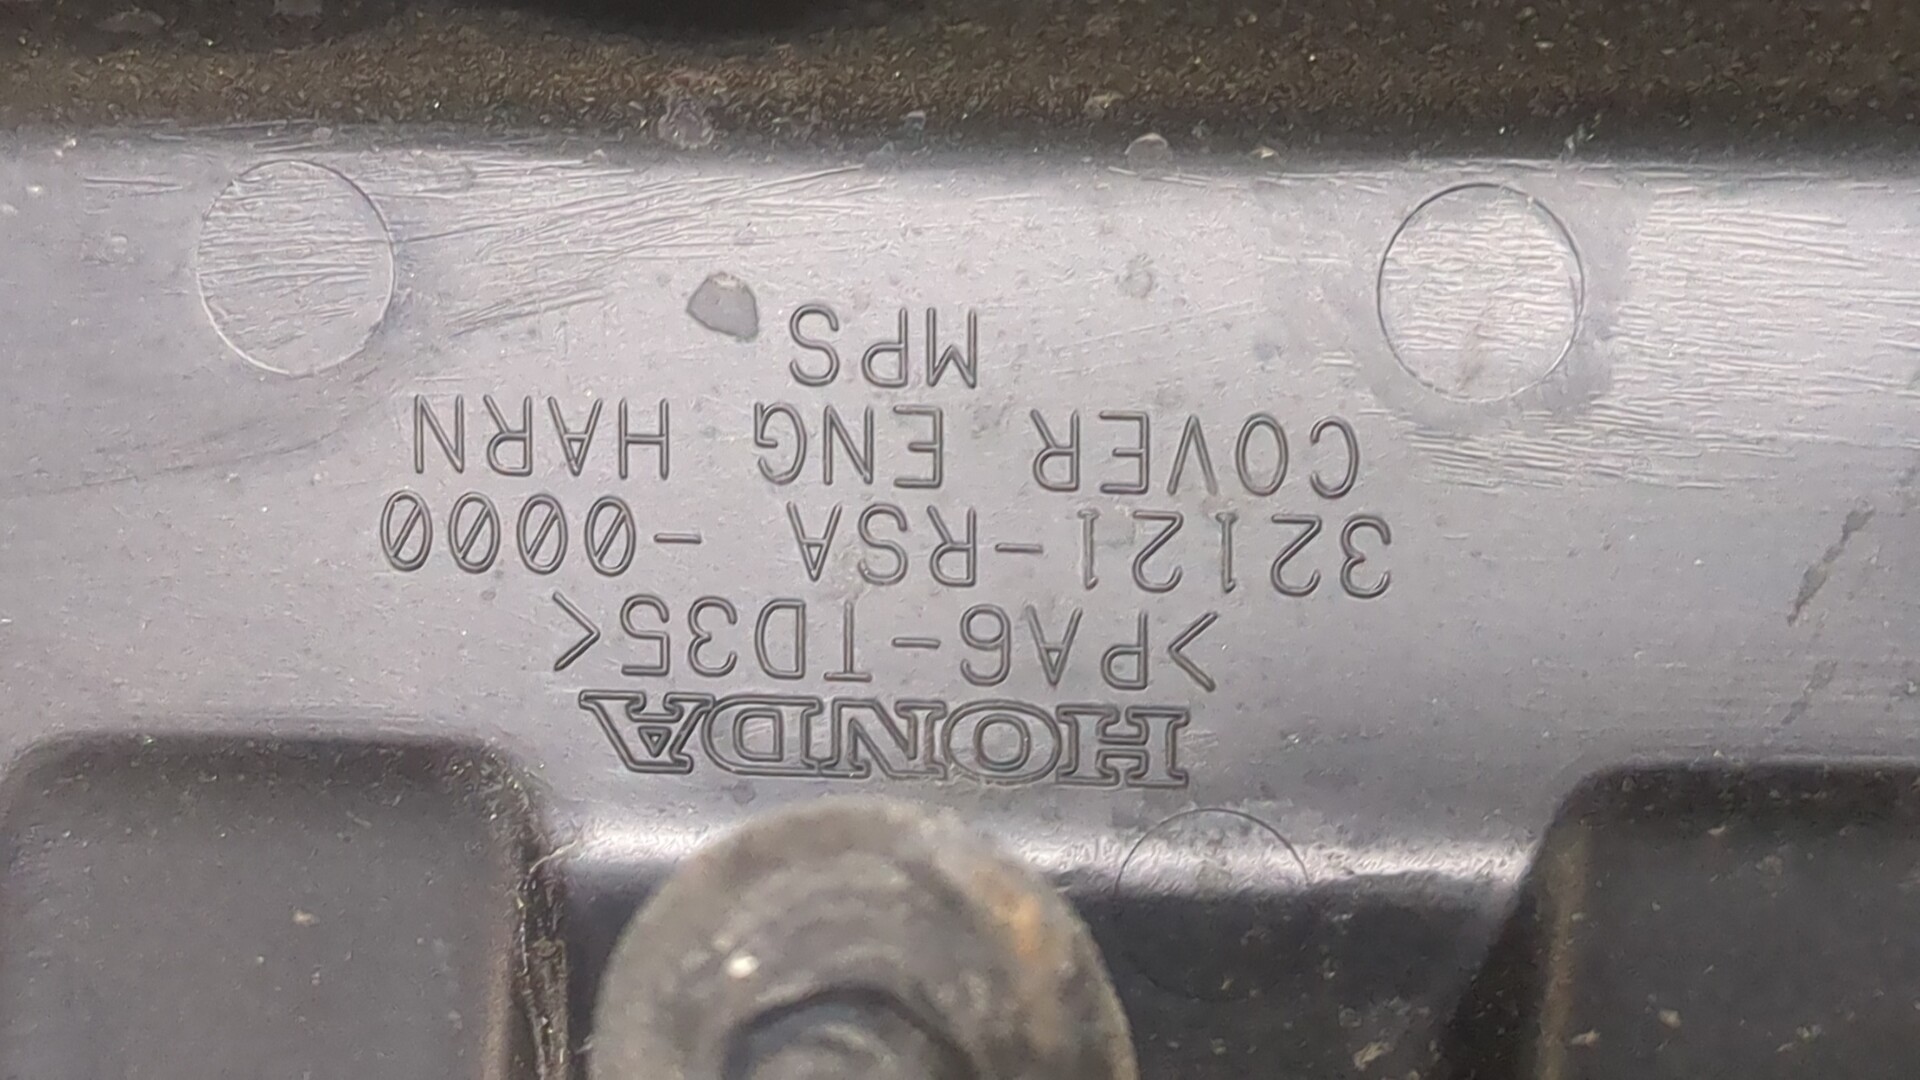 HONDA
>PA6-TD35<
32121-RSA -0000
COVER ENG HARN
MPS